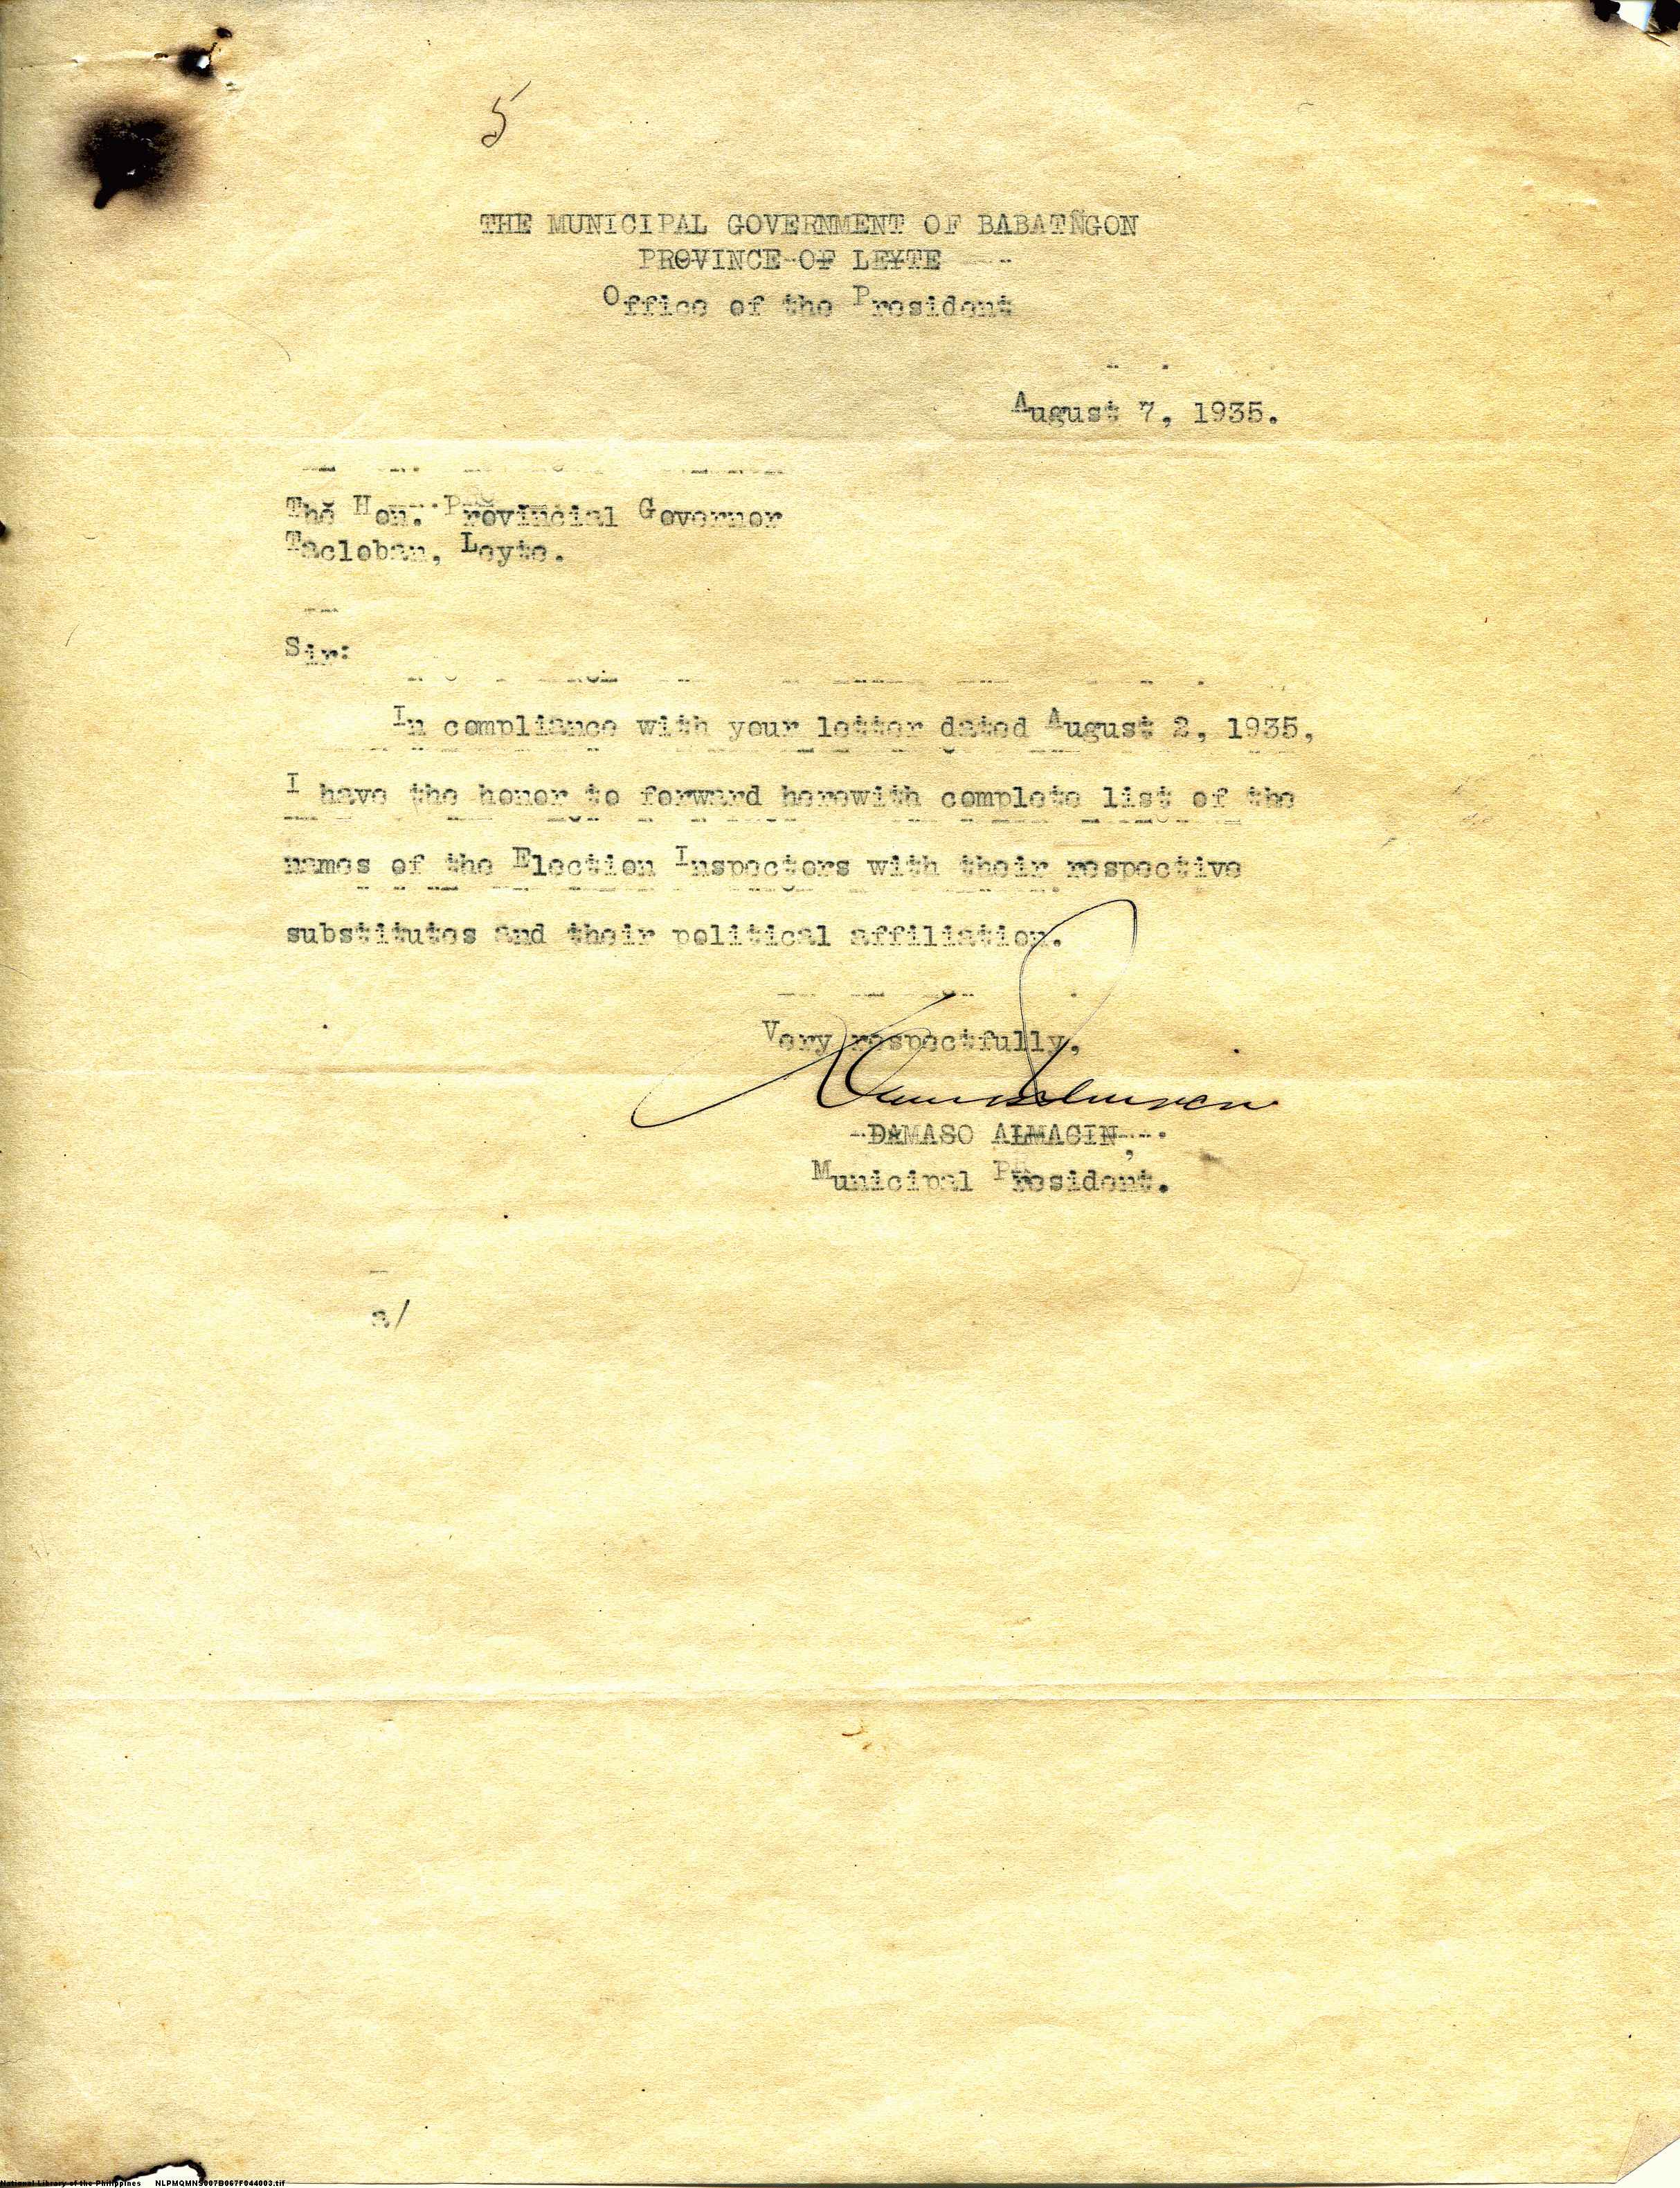 5
THE MUNICIPAL GOVERNMENT OF BABATÑGON
PROVINCE OF LEYTE
Office of the President
August 7, 1935.
The Hon. Provincial Governor
Tacloban, Leyte.
Sir:
In compliance with your letter dated August 2, 1935,
I have the honor to forward herewith complete list of the
names of the Election Inspectors with their respective
substitutes and their political affiliation.
Very respectfully,
DAMASO ALMACIN,
Municipal President.
a/
National Library of the Philippines NLPMQMNS007B067F044003.tif